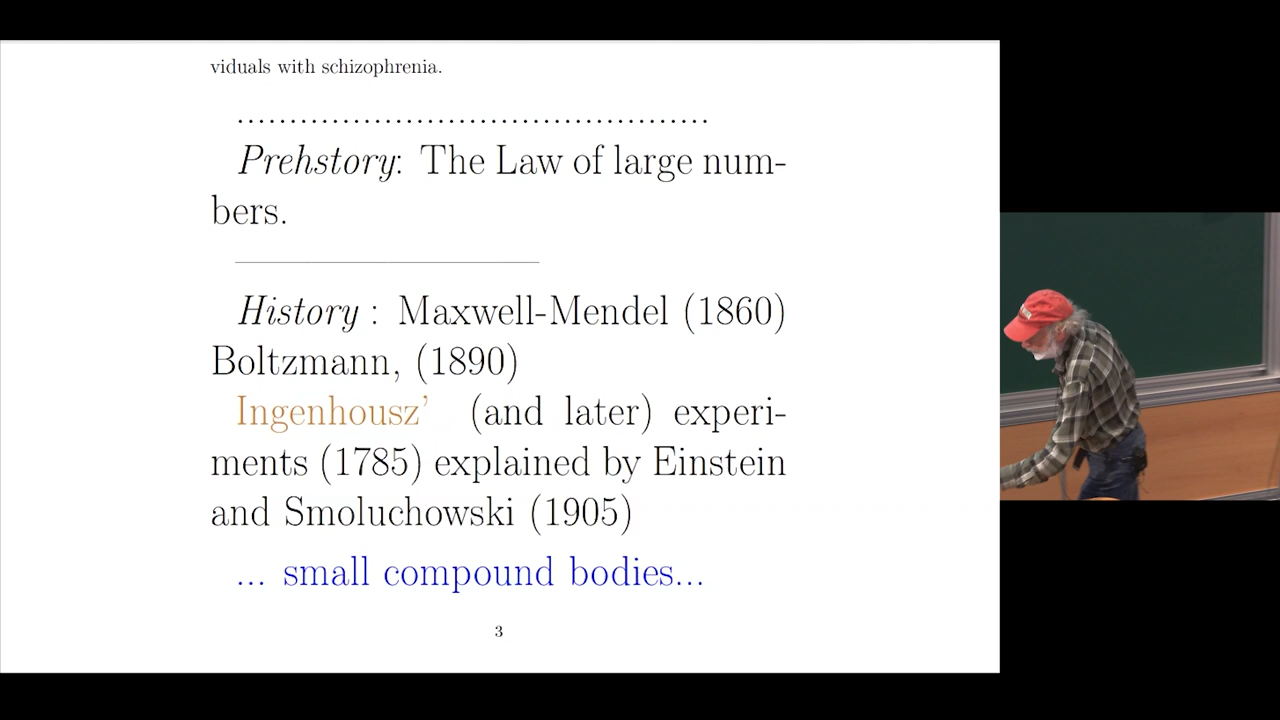 viduals with schizophrenia.
.........................................
Prehstory: The Law of large num-
bers.
History : Maxwell-Mendel (1860)
Boltzmann, (1890)
Ingenhousz’ (and later) experi-
ments (1785) explained by Einstein
and Smoluchowski (1905)
... small compound bodies...
3